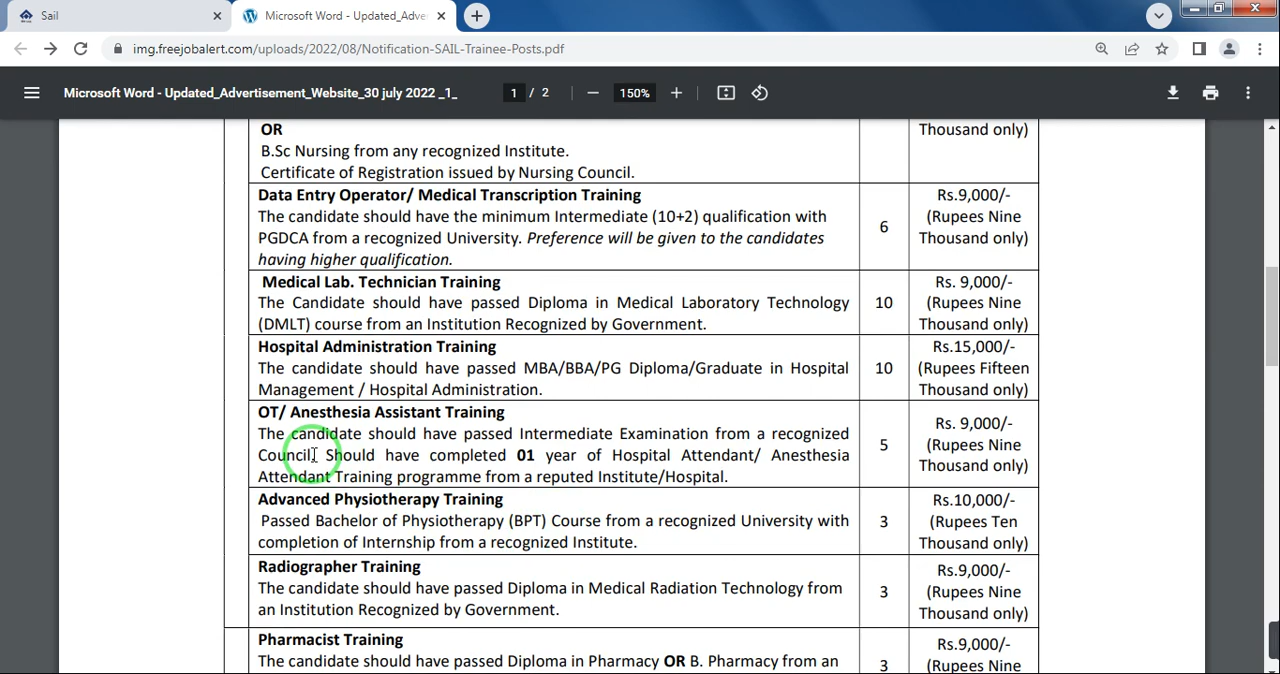 Sail
Microsoft Word - Updated_Adve
img.freejobalert.com/uploads/2022/08/Notification-SAIL-Trainee-Posts.pdf
Microsoft Word - Updated_Advertisement_Website_30 july 2022 _1_
1 / 2
150%
OR
B.Sc Nursing from any recognized Institute.
Certificate of Registration issued by Nursing Council.
Thousand only)
Data Entry Operator/ Medical Transcription Training
The candidate should have the minimum Intermediate (10+2) qualification with
PGDCA from a recognized University. Preference will be given to the candidates
having higher qualification.
6
Rs.9,000/-
(Rupees Nine
Thousand only)
Medical Lab. Technician Training
The Candidate should have passed Diploma in Medical Laboratory Technology
(DMLT) course from an Institution Recognized by Government.
10
Rs. 9,000/-
(Rupees Nine
Thousand only)
Hospital Administration Training
The candidate should have passed MBA/BBA/PG Diploma/Graduate in Hospital
Management / Hospital Administration.
10
Rs.15,000/-
(Rupees Fifteen
Thousand only)
OT/ Anesthesia Assistant Training
The candidate should have passed Intermediate Examination from a recognized
Council. Should have completed 01 year of Hospital Attendant/ Anesthesia
Attendant Training programme from a reputed Institute/Hospital.
5
Rs. 9,000/-
(Rupees Nine
Thousand only)
Advanced Physiotherapy Training
Passed Bachelor of Physiotherapy (BPT) Course from a recognized University with
completion of Internship from a recognized Institute.
3
Rs.10,000/-
(Rupees Ten
Thousand only)
Radiographer Training
The candidate should have passed Diploma in Medical Radiation Technology from
an Institution Recognized by Government.
3
Rs.9,000/-
(Rupees Nine
Thousand only)
Pharmacist Training
The candidate should have passed Diploma in Pharmacy OR B. Pharmacy from an
3
Rs.9,000/-
(Rupees Nine